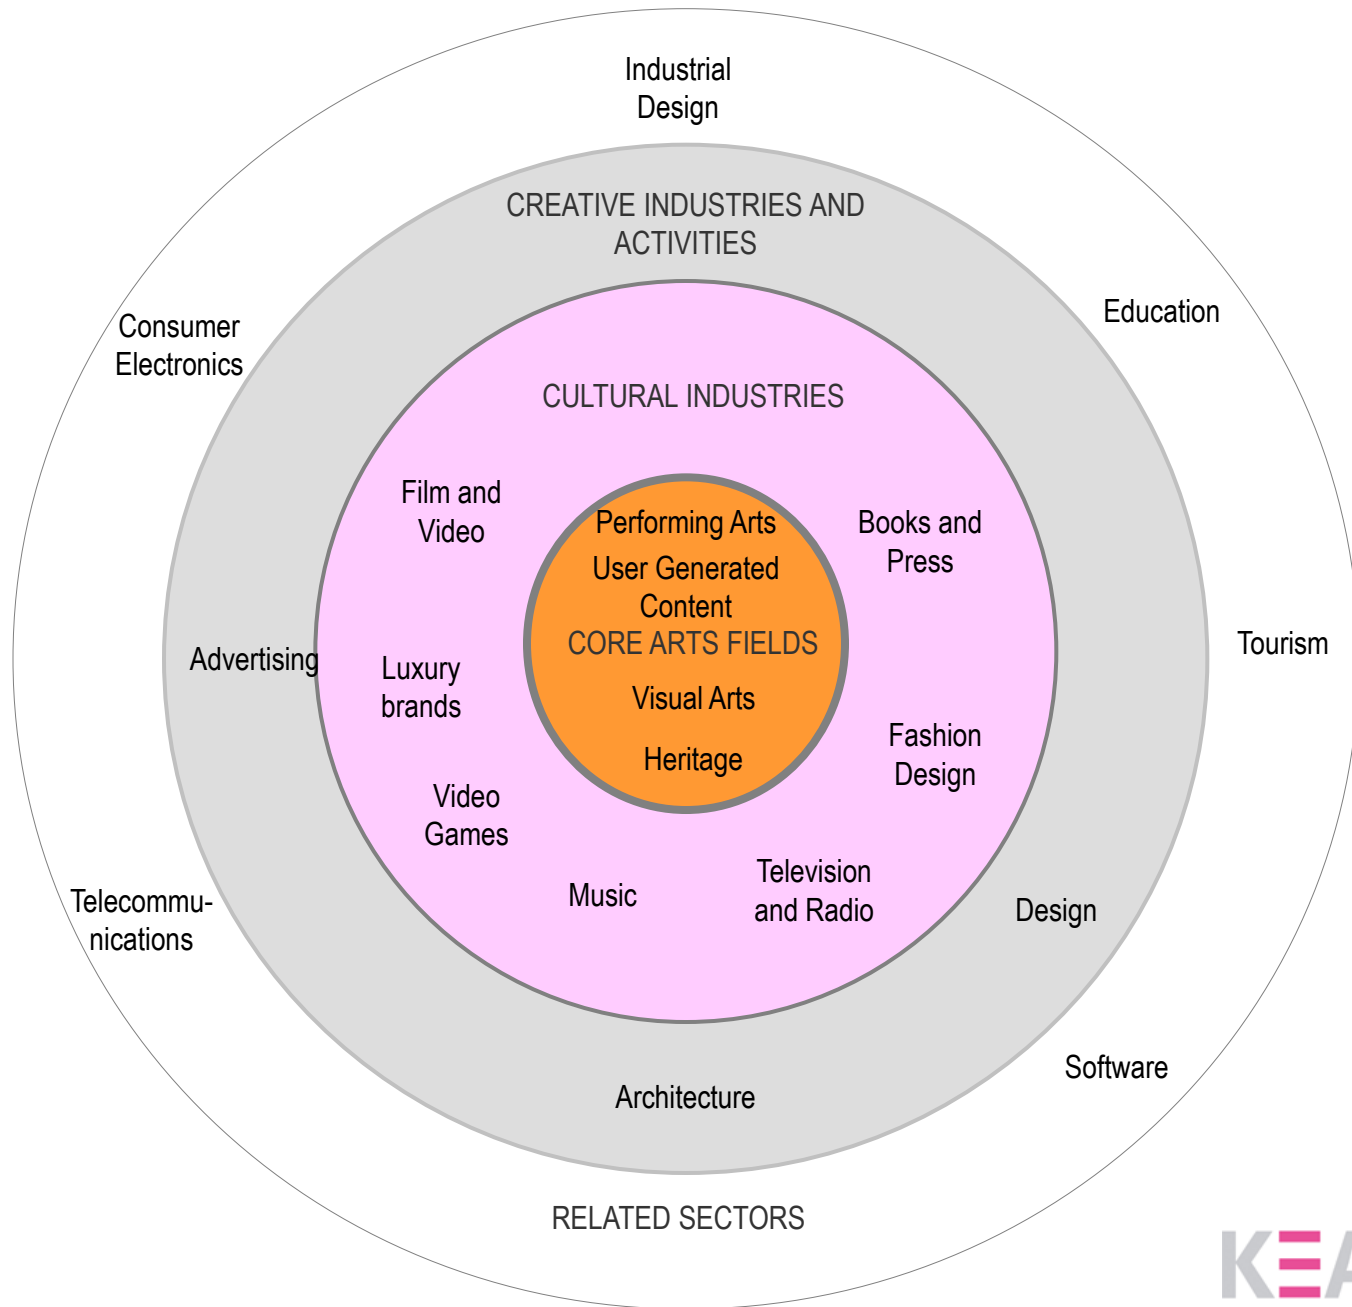 Industrial
Design
CREATIVE INDUSTRIES AND
ACTIVITIES
Education
Consumer
Electronics
CULTURAL INDUSTRIES
Film and
Video
Performing Arts
Books and
Press
User Generated
Content
CORE ARTS FIELDS
Tourism
Advertising
Luxury
brands
Visual Arts
Heritage
Fashion
Design
Video
Games
Television
and Radio
Music
Telecommu-
nications
Design
Software
Architecture
RELATED SECTORS
KEA